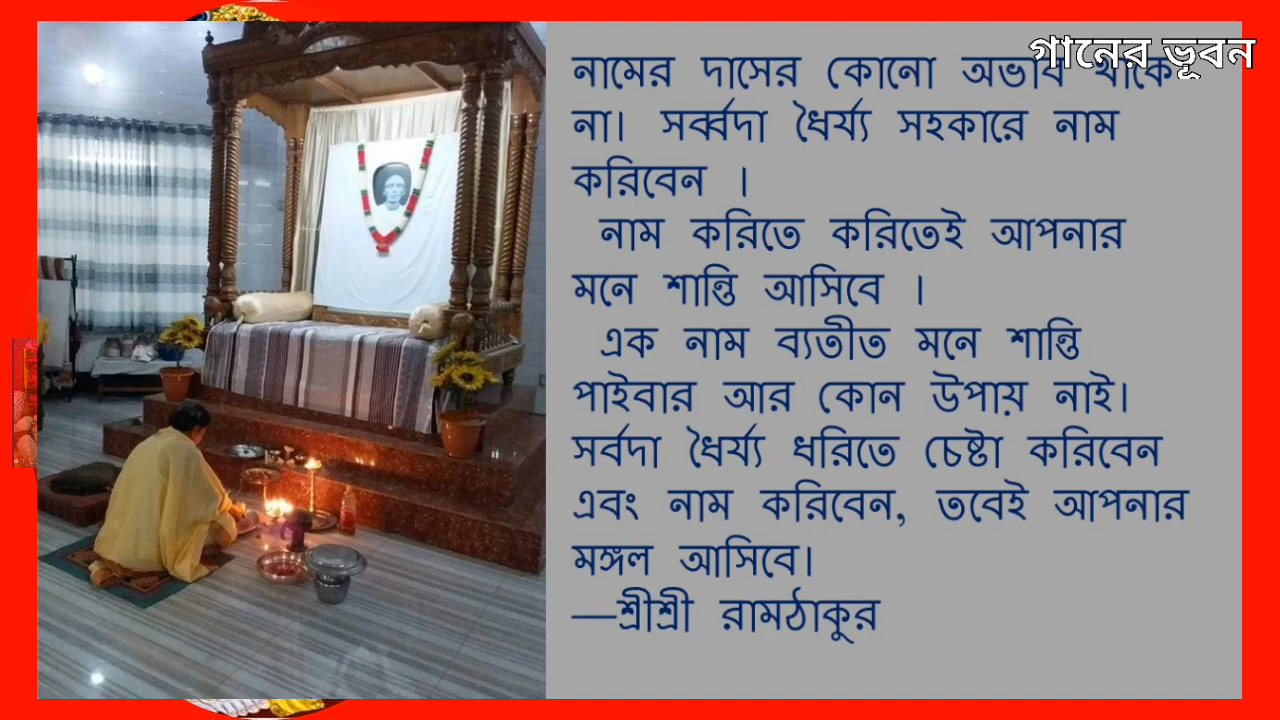 গানের ভূবন
নামের দাসের কোনো অভাব থাকে
না। সর্ব্বদা ধৈর্য্য সহকারে নাম
করিবেন ।
নাম করিতে করিতেই আপনার
মনে শান্তি আসিবে ।
এক নাম ব্যতীত মনে শান্তি
পাইবার আর কোন উপায় নাই।
সর্বদা ধৈর্য্য ধরিতে চেষ্টা করিবেন
এবং নাম করিবেন, তবেই আপনার
মঙ্গল আসিবে।
—শ্রীশ্রী রামঠাকুর